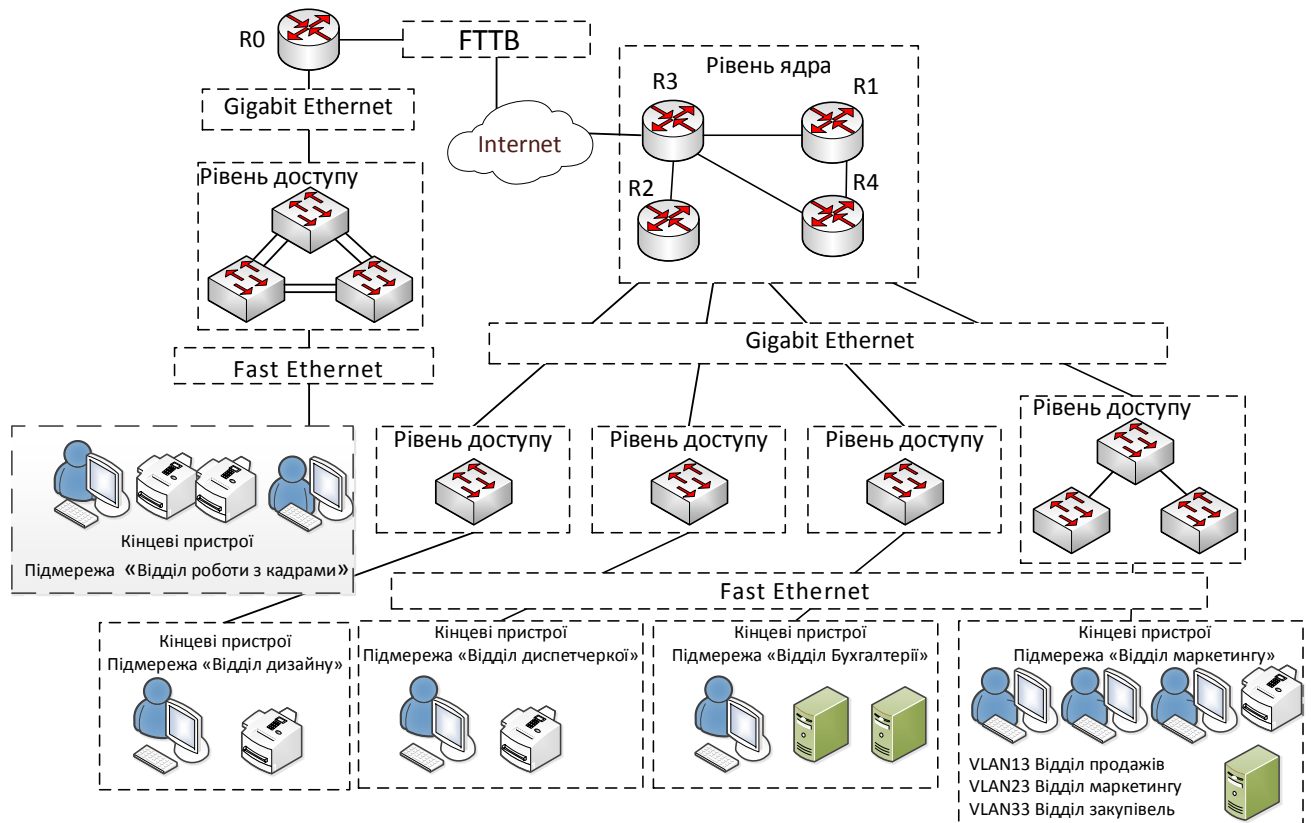 R0
FTTB
Рівень ядра
R3
R1
Gigabit Ethernet
Internet
Рівень доступу
R2
R4
Gigabit Ethernet
Fast Ethernet
Рівень доступу
Рівень доступу
Рівень доступу
Рівень доступу
Кінцеві пристрої
Підмережа «Відділ роботи з кадрами»
Fast Ethernet
Кінцеві пристрої
Підмережа «Відділ дизайну»
Кінцеві пристрої
Підмережа «Відділ диспетчеркої»
Кінцеві пристрої
Підмережа «Відділ Бухгалтерії»
Кінцеві пристрої
Підмережа «Відділ маркетингу»
VLAN13 Відділ продажів
VLAN23 Відділ маркетингу
VLAN33 Відділ закупівель